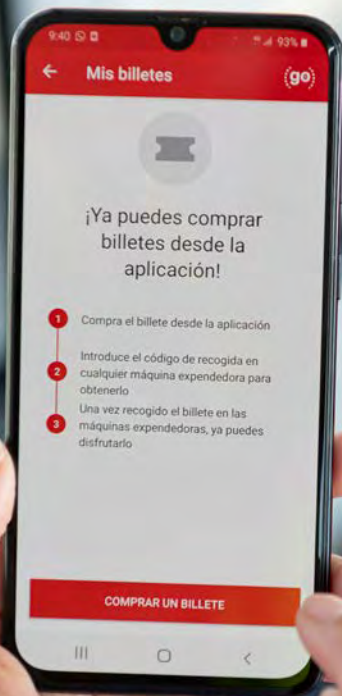 9:40
93%
Mis billetes
(go)
¡Ya puedes comprar
billetes desde la
aplicación!
1
Compra el billete desde la aplicación
2
Introduce el código de recogida en
cualquier máquina expendedora para
obtenerlo
3
Una vez recogido el billete en las
máquinas expendedoras, ya puedes
disfrutarlo
COMPRAR UN BILLETE